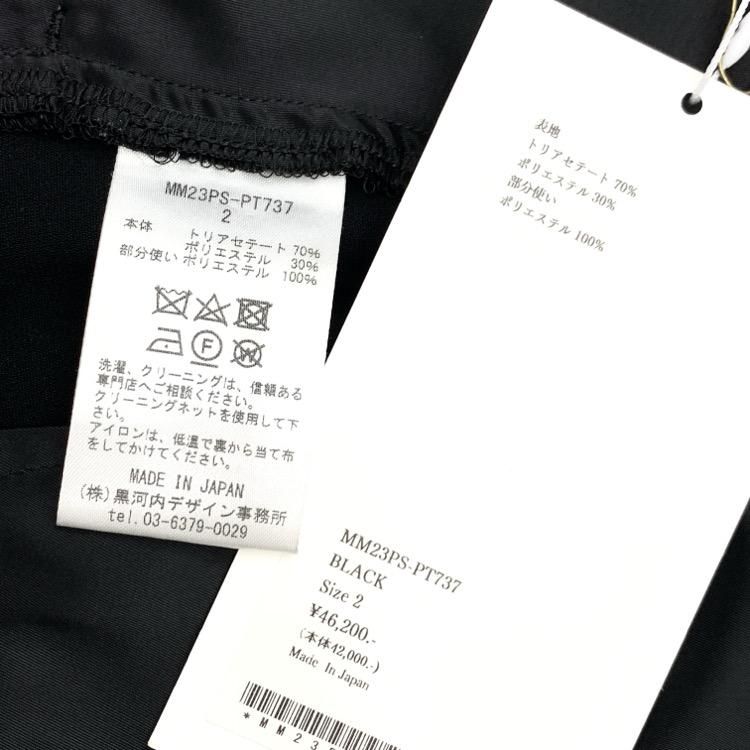 MM23PS-PT737
2
本体 トリアセテート 70%
ポリエステル 30%
部分使い ポリエステル 100%
F
W
洗濯、クリーニングは、信頼ある
専門店へご相談ください。
クリーニングネットを使用して下
さい。
アイロンは、低温で裏から当て布
をしてかけてください。
MADE IN JAPAN
(株)黒河内デザイン事務所
tel. 03-6379-0029
表地
トリアセテート 70%
ポリエステル 30%
部分使い
ポリエステル 100%
MM23PS-PT737
BLACK
Size 2
¥46,200.-
(本体42,000.-)
Made In Japan
*MM23